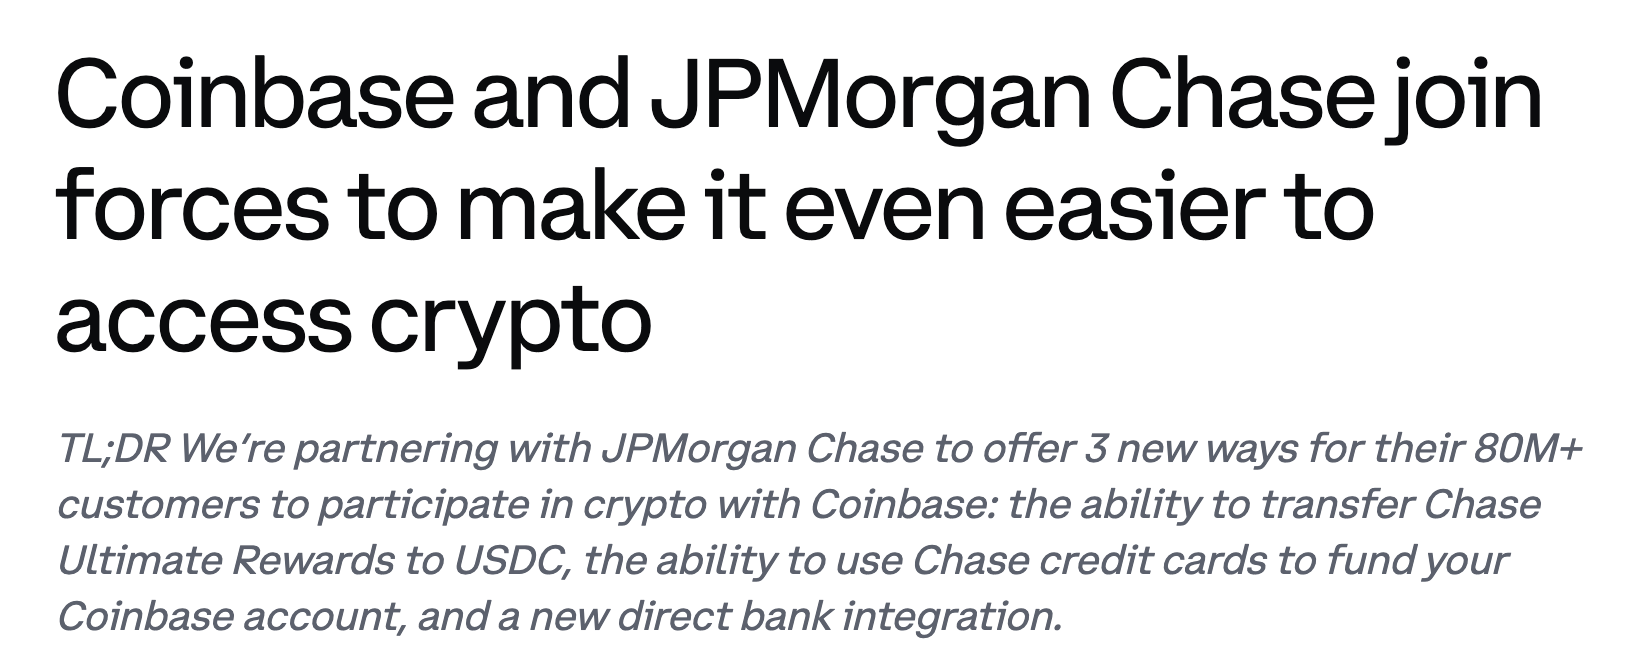 Coinbase and JPMorgan Chase join
forces to make it even easier to
access crypto
TL;DR We’re partnering with JPMorgan Chase to offer 3 new ways for their 80M+
customers to participate in crypto with Coinbase: the ability to transfer Chase
Ultimate Rewards to USDC, the ability to use Chase credit cards to fund your
Coinbase account, and a new direct bank integration.